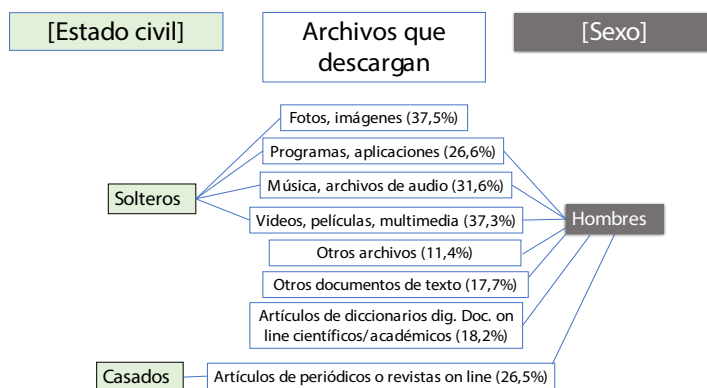 [Estado civil]
Archivos que
descargan
[Sexo]
Fotos, imágenes (37,5%)
Programas, aplicaciones (26,6%)
Música, archivos de audio (31,6%)
Solteros
Videos, películas, multimedia (37,3%)
Hombres
Otros archivos (11,4%)
Otros documentos de texto (17,7%)
Artículos de diccionarios dig. Doc. on
line científicos/académicos (18,2%)
Casados
Artículos de periódicos o revistas on line (26,5%)